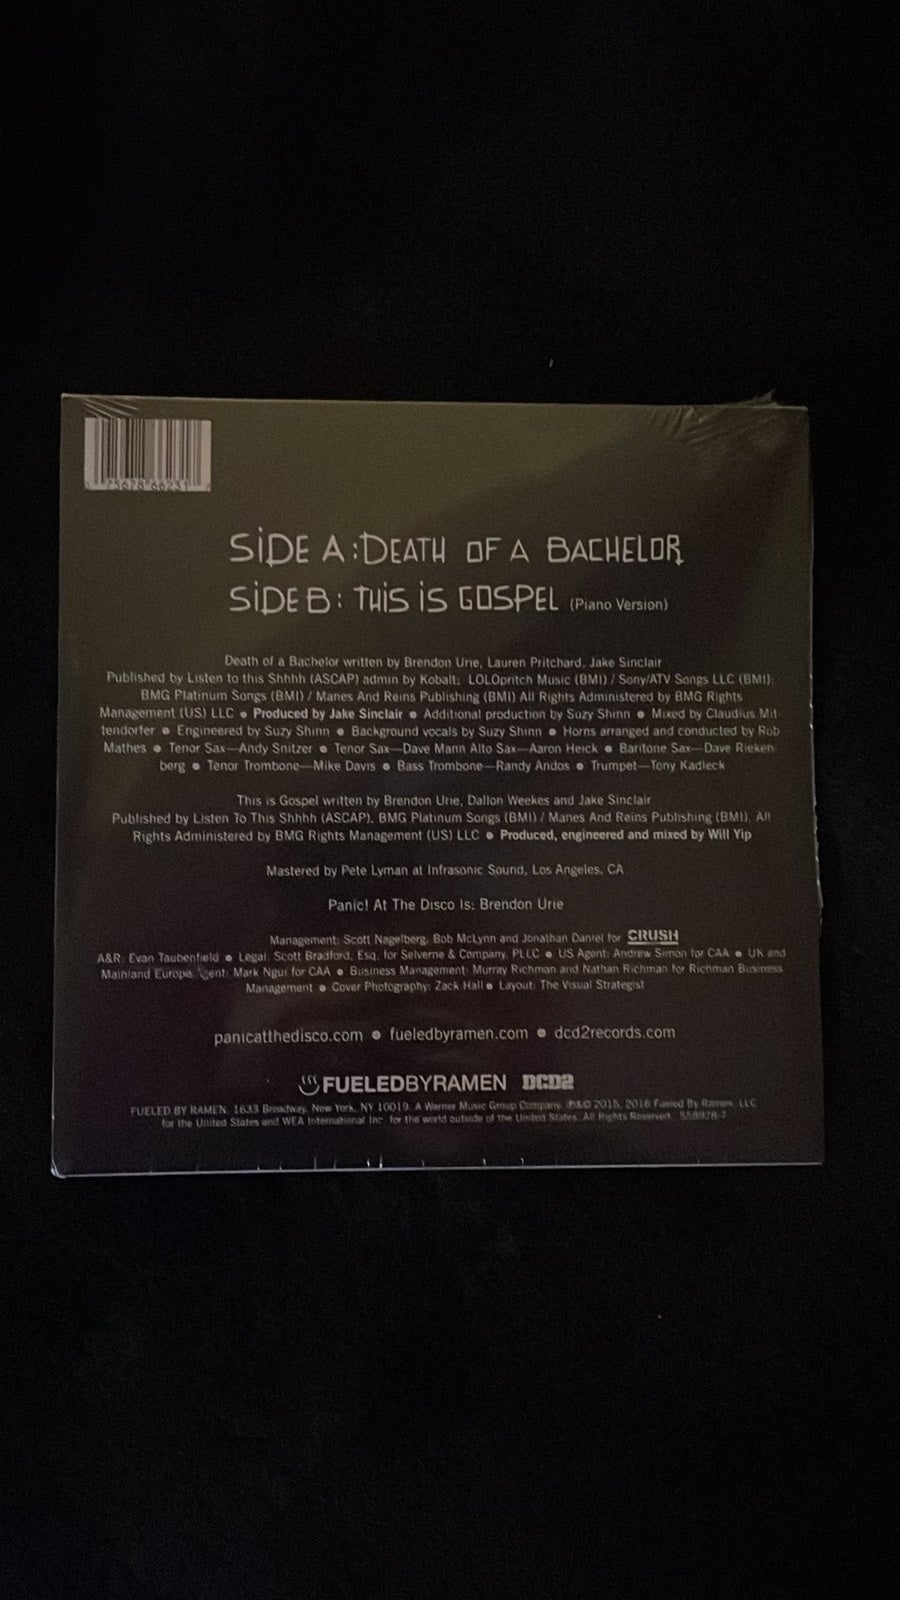 SiDE A: DEATH OF A BACHELOR
SiDE B: THiS iS GOSPEL (Piano Version)
Death of a Bachelor written by Brendon Urie, Lauren Pritchard, Jake Sinclair
Published by Listen to this Shhhh (ASCAP) admin by Kobalt; LOLOpritch Music (BMI) / Sony/ATV Songs LLC (BMI);
BMG Platinum Songs (BMI) / Manes And Reins Publishing (BMI) All Rights Administered by BMG Rights
Management (US) LLC ● Produced by Jake Sinclair ● Additional production by Suzy Shinn ● Mixed by Claudius Mit-
tendorfer ● Engineered by Suzy Shinn ● Background vocals by Suzy Shinn ● Horns arranged and conducted by Rob
Mathes ● Tenor Sax—Andy Snitzer ● Tenor Sax—Dave Mann Alto Sax—Aaron Heick ● Baritone Sax—Dave Rieken-
berg ● Tenor Trombone—Mike Davis ● Bass Trombone—Randy Andos ● Trumpet—Tony Kadleck
This is Gospel written by Brendon Urie, Dallon Weekes and Jake Sinclair
Published by Listen To This Shhhh (ASCAP), BMG Platinum Songs (BMI) / Manes And Reins Publishing (BMI), All
Rights Administered by BMG Rights Management (US) LLC ● Produced, engineered and mixed by Will Yip
Mastered by Pete Lyman at Infrasonic Sound, Los Angeles, CA
Panic! At The Disco Is: Brendon Urie
Management: Scott Nagelberg, Bob McLynn and Jonathan Daniel for CRUSH
A&R: Evan Taubenfeld ● Legal: Scott Bradford, Esq. for Selverne & Company, PLLC ● US Agent: Andrew Simon for CAA ● UK and
Mainland Europe Agent: Mark Ngui for CAA ● Business Management: Murray Richman and Nathan Richman for Richman Business
Management ● Cover Photography: Zack Hall ● Layout: The Visual Strategist
panicatthedisco.com ● fueledbyramen.com ● dcd2records.com
FUELEDBYRAMEN DCD2
FUELED BY RAMEN, 1633 Broadway, New York, NY 10019. A Warner Music Group Company. ℗&© 2015, 2016 Fueled By Ramen, LLC
for the United States and WEA International Inc. for the world outside of the United States. All Rights Reserved.